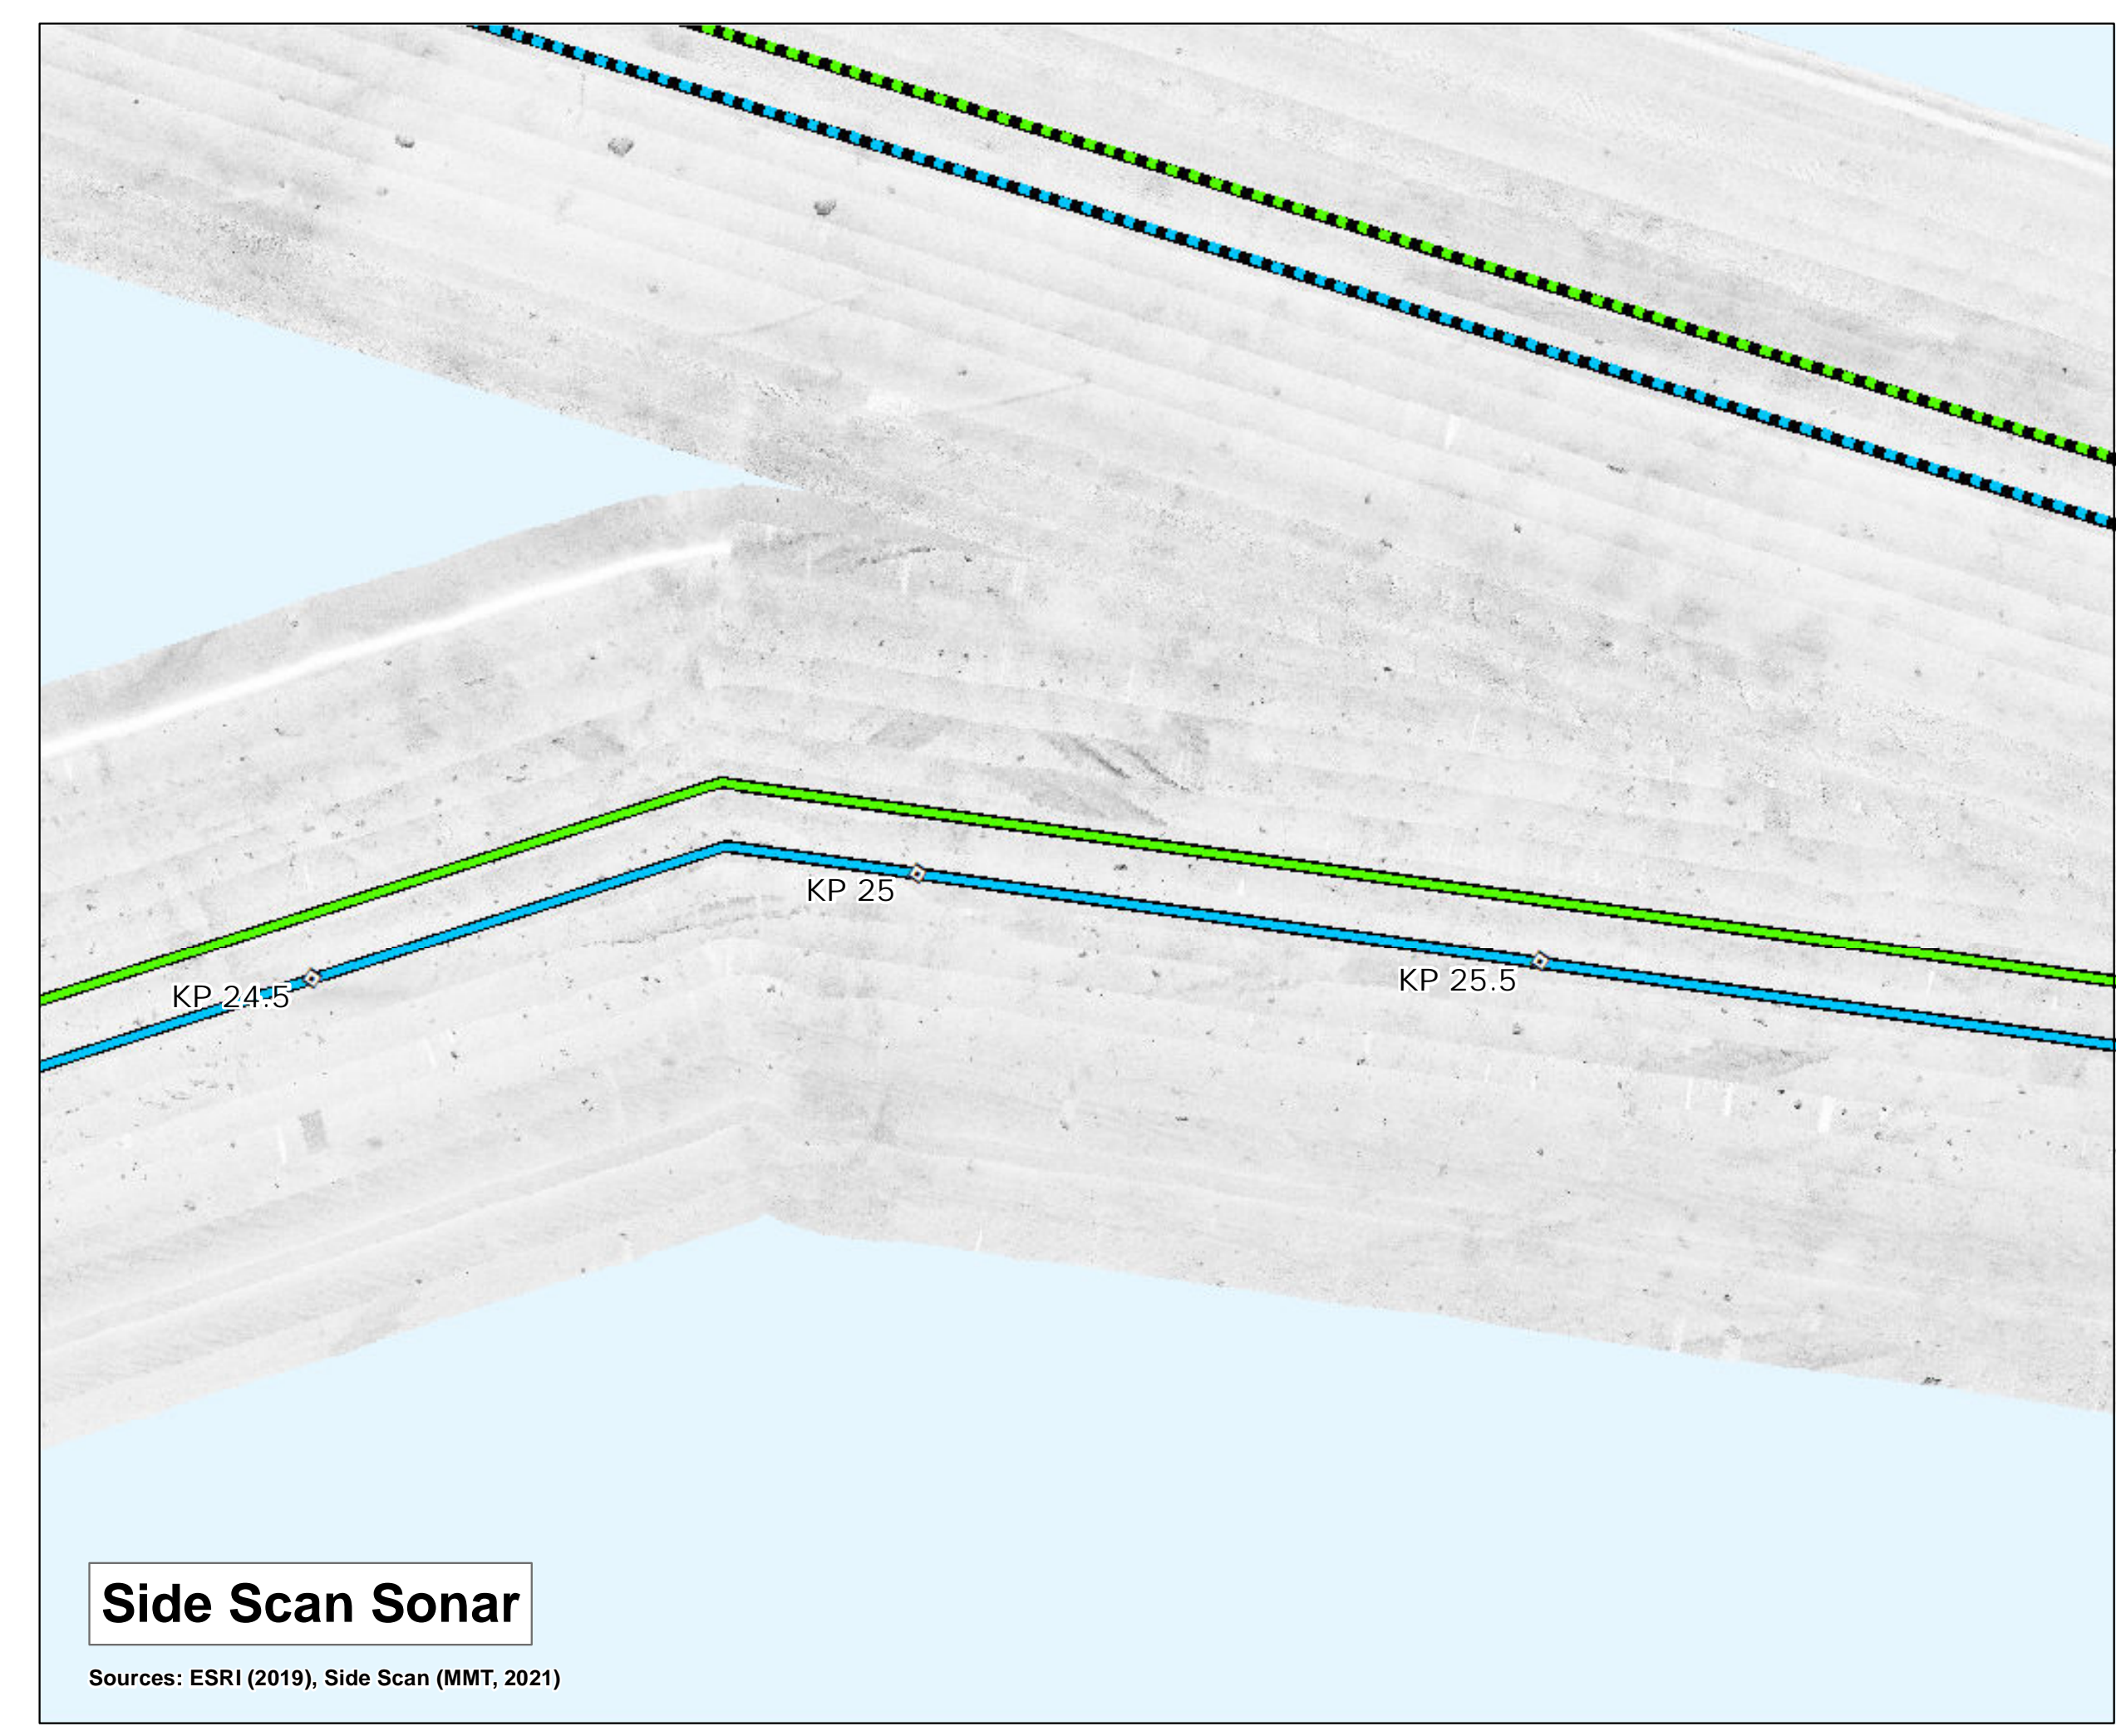 KP 25
KP 25.5
KP 24.5
Side Scan Sonar
Sources: ESRI (2019), Side Scan (MMT, 2021)